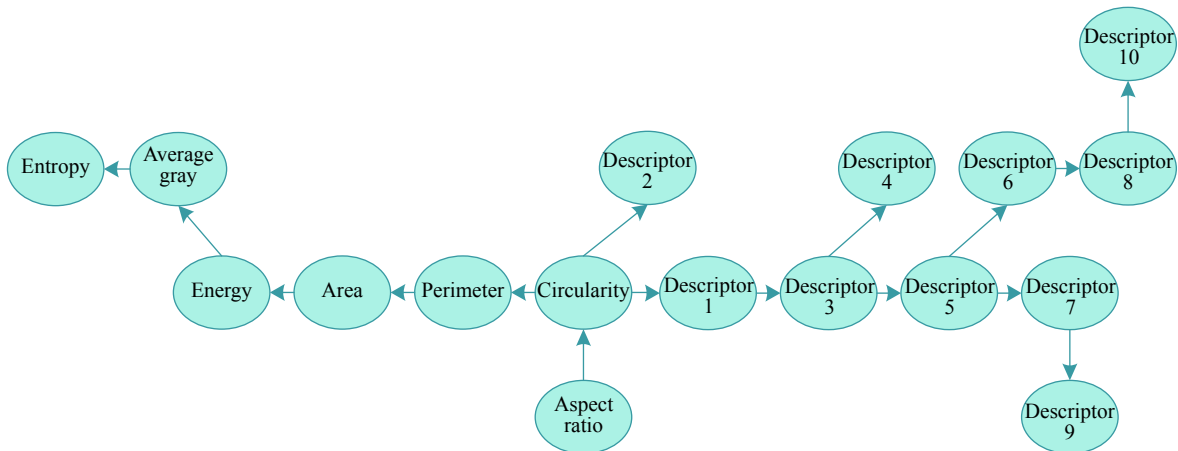 Descriptor
10
Entropy
Average
gray
Descriptor
2
Descriptor
4
Descriptor
6
Descriptor
8
Energy
Area
Perimeter
Circularity
Descriptor
1
Descriptor
3
Descriptor
5
Descriptor
7
Aspect
ratio
Descriptor
9